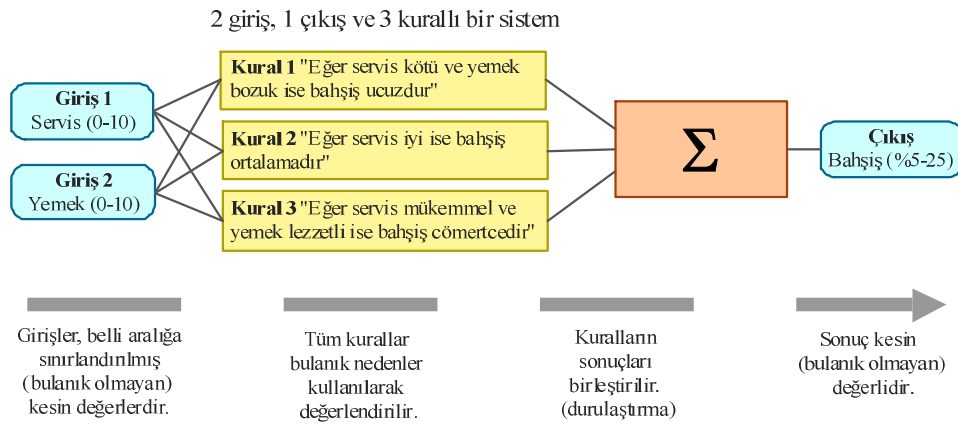 2 giriş, 1 çıkış ve 3 kurallı bir sistem
Giriş 1
Servis (0-10)
Giriş 2
Yemek (0-10)
Kural 1 "Eğer servis kötü ve yemek
bozuk ise bahşiş ucuzdur"
Kural 2 "Eğer servis iyi ise bahşiş
ortalamadır"
Kural 3 "Eğer servis mükemmel ve
yemek lezzetli ise bahşiş cömertcedir"
Σ
Çıkış
Bahşiş (%5-25)
Girişler, belli aralığa
sınırlandırılmış
(bulanık olmayan)
kesin değerlerdir.
Tüm kurallar
bulanık nedenler
kullanılarak
değerlendirilir.
Kuralların
sonuçları
birleştirilir.
(durulaştırma)
Sonuç kesin
(bulanık olmayan)
değerlidir.